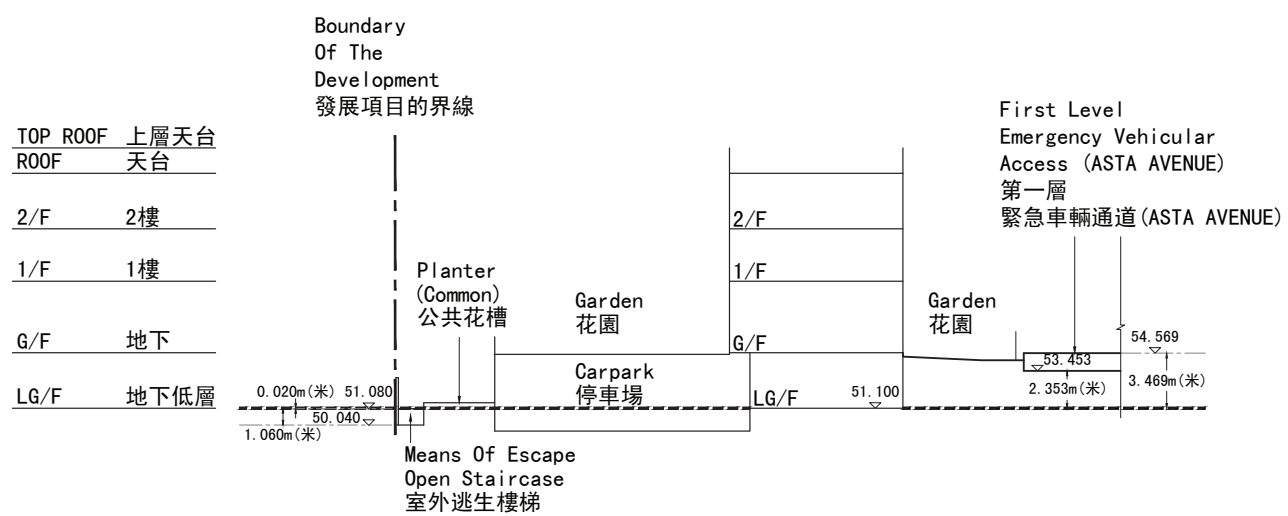 Boundary
Of The
Development
發展項目的界線
TOP ROOF 上層天台
ROOF 天台
2/F 2樓
1/F 1樓
G/F 地下
LG/F 地下低層
First Level
Emergency Vehicular
Access (ASTA AVENUE)
第一層
緊急車輛通道(ASTA AVENUE)
2/F
1/F
G/F
LG/F
Planter
(Common)
公共花槽
Garden
花園
Carpark
停車場
Garden
花園
54.569
53.453
2.353m(米)
3.469m(米)
51.100
0.020m(米) 51.080
50.040
1.060m(米)
Means Of Escape
Open Staircase
室外逃生樓梯